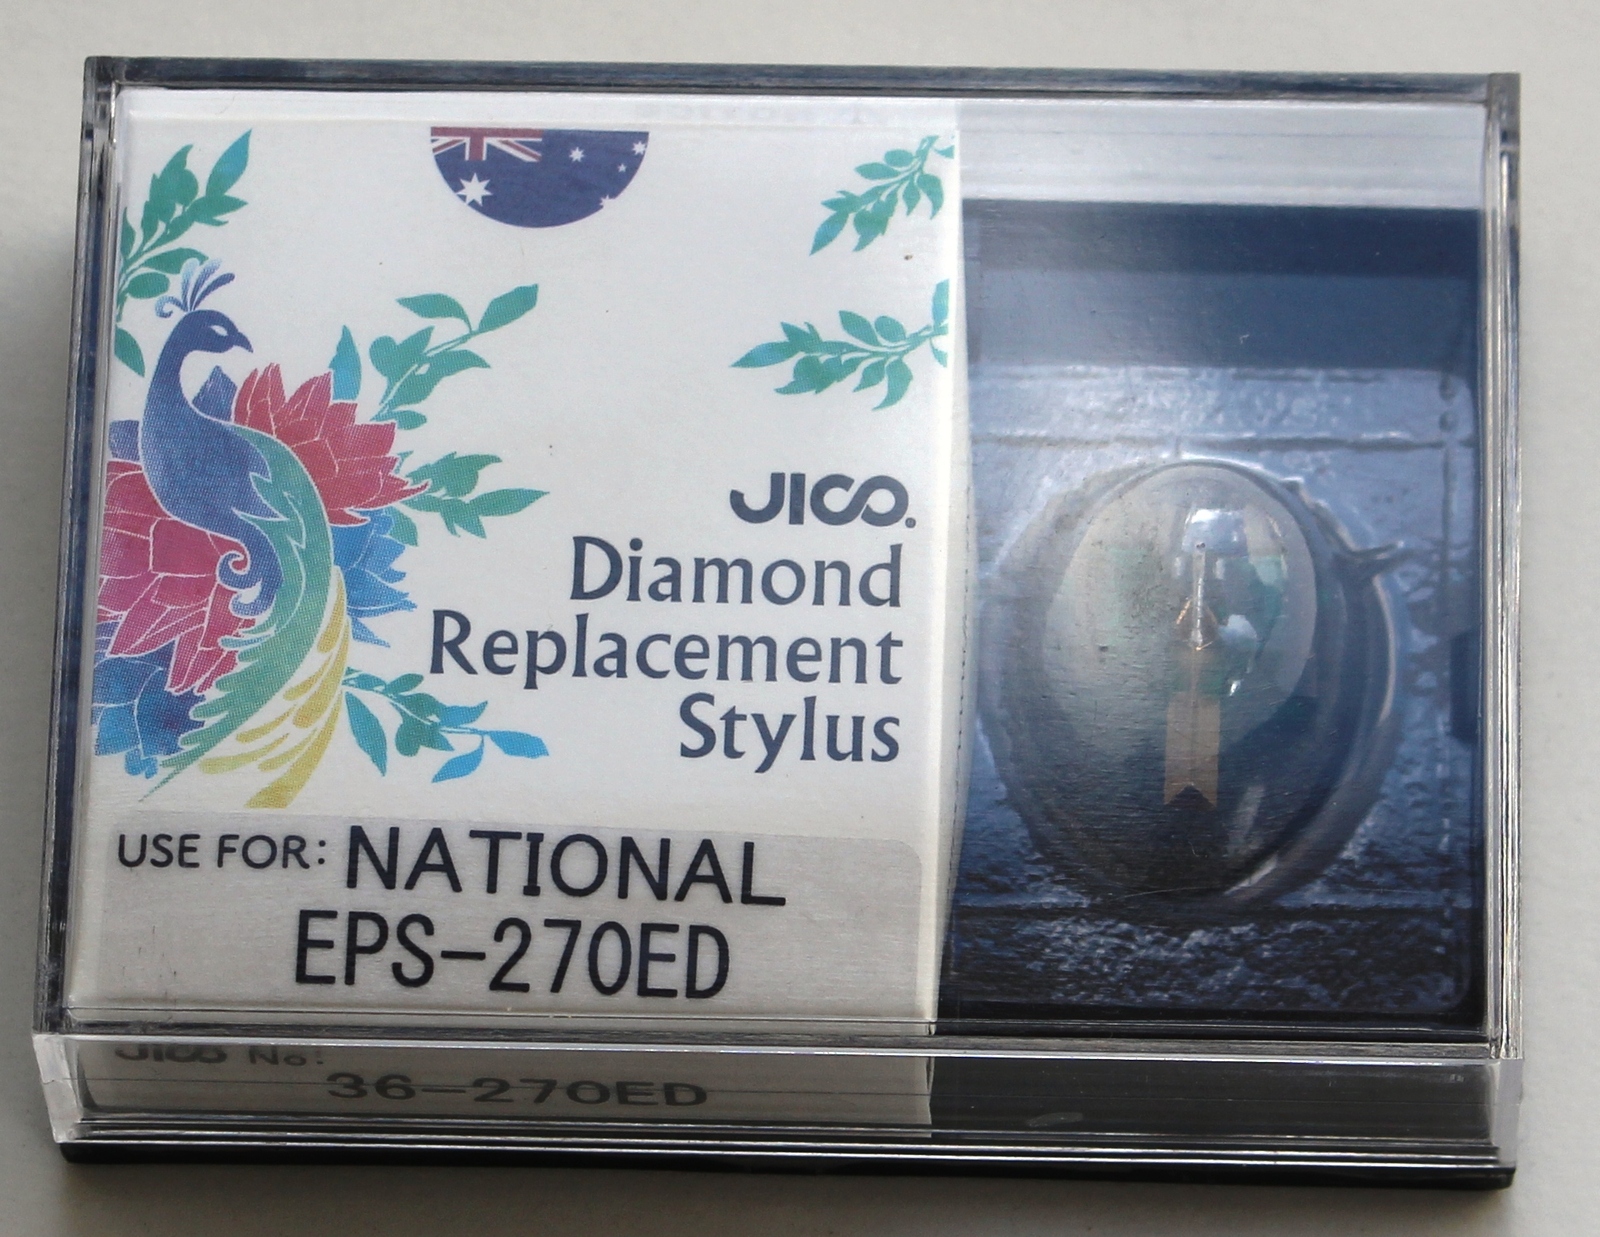 JICO.
Diamond
Replacement
Stylus
USE FOR: NATIONAL
EPS-270ED
JICO No:
36-270ED